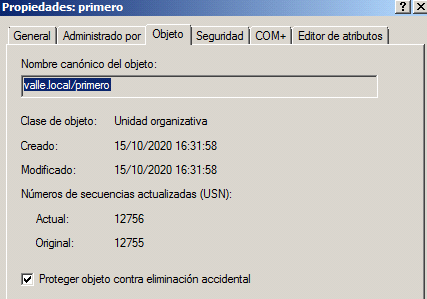 Propiedades: primero
General Administrado por Objeto Seguridad COM+ Editor de atributos
Nombre canónico del objeto:
valle.local/primero
Clase de objeto: Unidad organizativa
Creado: 15/10/2020 16:31:58
Modificado: 15/10/2020 16:31:58
Números de secuencias actualizadas (USN):
Actual: 12756
Original: 12755
Proteger objeto contra eliminación accidental